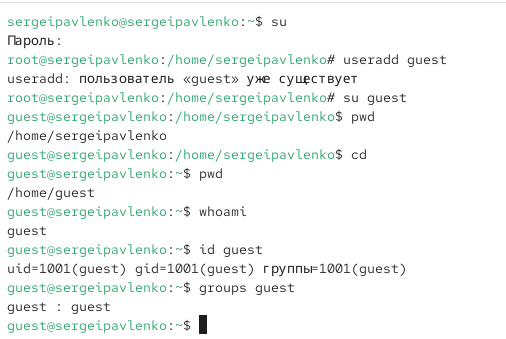 sergeipavlenko@sergeipavlenko:~$ su
Пароль:
root@sergeipavlenko:/home/sergeipavlenko# useradd guest
useradd: пользователь «guest» уже существует
root@sergeipavlenko:/home/sergeipavlenko# su guest
guest@sergeipavlenko:/home/sergeipavlenko$ pwd
/home/sergeipavlenko
guest@sergeipavlenko:/home/sergeipavlenko$ cd
guest@sergeipavlenko:~$ pwd
/home/guest
guest@sergeipavlenko:~$ whoami
guest
guest@sergeipavlenko:~$ id guest
uid=1001(guest) gid=1001(guest) группы=1001(guest)
guest@sergeipavlenko:~$ groups guest
guest : guest
guest@sergeipavlenko:~$